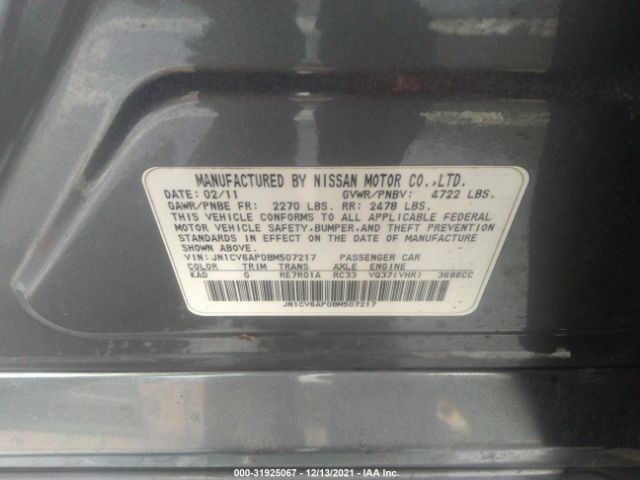 MANUFACTURED BY NISSAN MOTOR CO.,LTD.
DATE: 02/11 GVWR/PNBV: 4722 LBS.
GAWR/PNBE FR: 2270 LBS. RR: 2478 LBS.
THIS VEHICLE CONFORMS TO ALL APPLICABLE FEDERAL
MOTOR VEHICLE SAFETY,BUMPER,AND THEFT PREVENTION
STANDARDS IN EFFECT ON THE DATE OF MANUFACTURE
SHOWN ABOVE.
VIN: JN1CV6AP0BM507217 PASSENGER CAR
COLOR TRIM TRANS AXLE ENGINE
KAD G RE7R01A RC33 VQ37(VHR) 3696CC
JN1CV6AP0BM507217
000-31925067 - 12/13/2021 - IAA Inc.